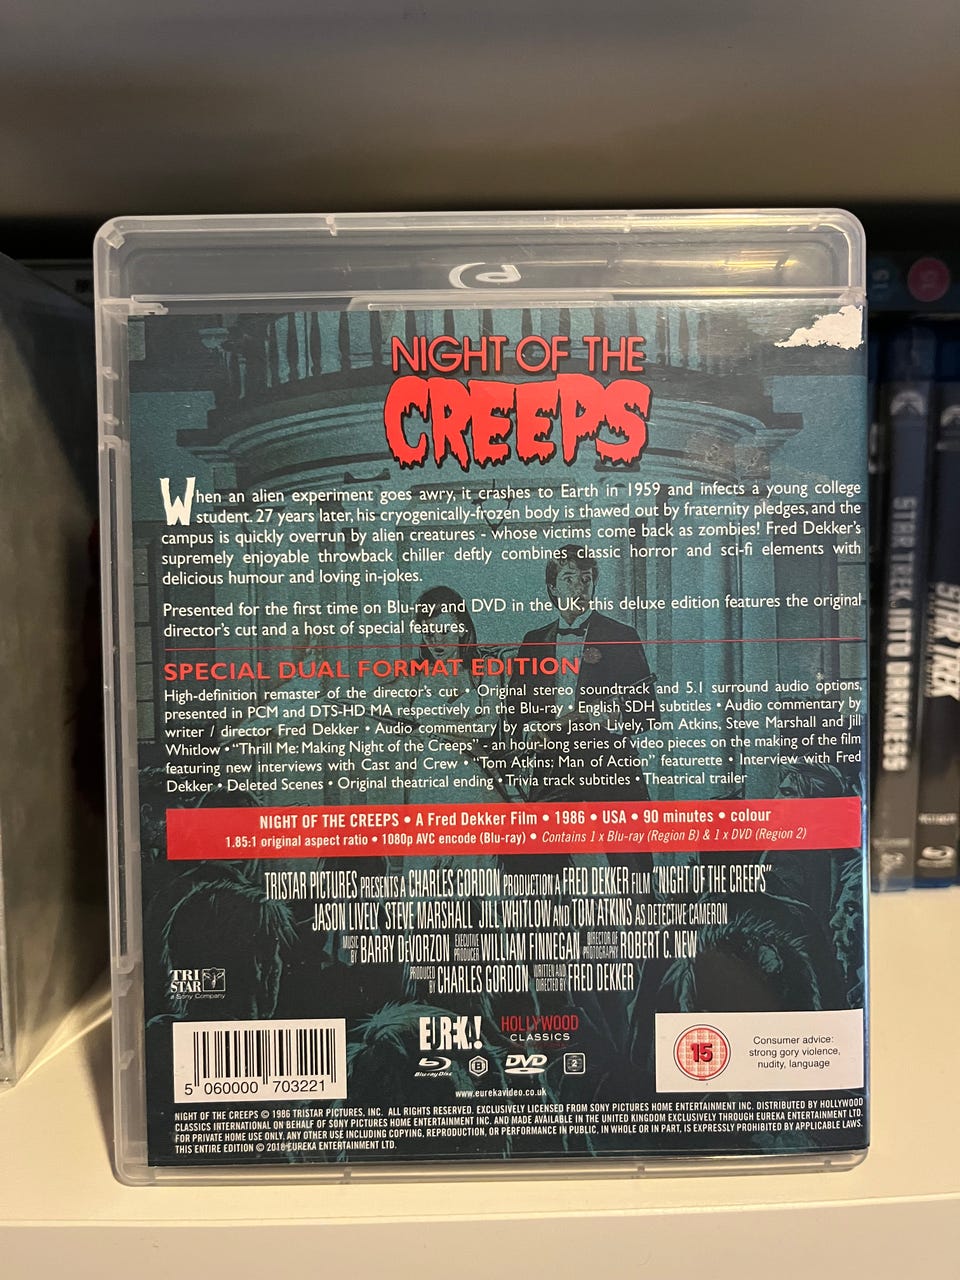 NIGHT OF THE
CREEPS
When an alien experiment goes awry, it crashes to Earth in 1959 and infects a young college
student. 27 years later, his cryogenically-frozen body is thawed out by fraternity pledges, and the
campus is quickly overrun by alien creatures - whose victims come back as zombies! Fred Dekker's
supremely enjoyable throwback chiller deftly combines classic horror and sci-fi elements with
delicious humour and loving in-jokes.
Presented for the first time on Blu-ray and DVD in the UK, this deluxe edition features the original
director's cut and a host of special features.
SPECIAL DUAL FORMAT EDITION
High-definition remaster of the director's cut • Original stereo soundtrack and 5.1 surround audio options,
presented in PCM and DTS-HD MA respectively on the Blu-ray • English SDH subtitles • Audio commentary by
writer / director Fred Dekker • Audio commentary by actors Jason Lively, Tom Atkins, Steve Marshall and Jill
Whitlow • "Thrill Me: Making Night of the Creeps" - an hour-long series of video pieces on the making of the film
featuring new interviews with Cast and Crew • "Tom Atkins: Man of Action" featurette • Interview with Fred
Dekker • Deleted Scenes • Original theatrical ending • Trivia track subtitles • Theatrical trailer
NIGHT OF THE CREEPS • A Fred Dekker Film • 1986 • USA • 90 minutes • colour
1.85:1 original aspect ratio • 1080p AVC encode (Blu-ray) • Contains 1 x Blu-ray (Region B) & 1 x DVD (Region 2)
TRISTAR PICTURES PRESENTS A CHARLES GORDON PRODUCTION A FRED DEKKER FILM "NIGHT OF THE CREEPS"
JASON LIVELY STEVE MARSHALL JILL WHITLOW AND TOM ATKINS AS DETECTIVE CAMERON
MUSIC BY BARRY DEVORZON EXECUTIVE PRODUCER WILLIAM FINNEGAN DIRECTOR OF PHOTOGRAPHY ROBERT C. NEW
PRODUCED BY CHARLES GORDON WRITTEN AND DIRECTED BY FRED DEKKER
TRI
STAR
a Sony Company
EUREKA!
HOLLYWOOD
CLASSICS
Blu-ray Disc
B
DVD
2
www.eurekavideo.co.uk
5 060000 703221
15
Consumer advice:
strong gory violence,
nudity, language
NIGHT OF THE CREEPS © 1986 TRISTAR PICTURES, INC. ALL RIGHTS RESERVED. EXCLUSIVELY LICENSED FROM SONY PICTURES HOME ENTERTAINMENT INC. DISTRIBUTED BY HOLLYWOOD
CLASSICS INTERNATIONAL ON BEHALF OF SONY PICTURES HOME ENTERTAINMENT INC. AND MADE AVAILABLE IN THE UNITED KINGDOM EXCLUSIVELY THROUGH EUREKA ENTERTAINMENT LTD.
FOR PRIVATE HOME USE ONLY. ANY OTHER USE INCLUDING COPYING, REPRODUCTION, OR PERFORMANCE IN PUBLIC, IN WHOLE OR IN PART, IS EXPRESSLY PROHIBITED BY APPLICABLE LAWS.
THIS ENTIRE EDITION © 2018 EUREKA ENTERTAINMENT LTD.
STAR TREK INTO DARKNESS
STAR TREK